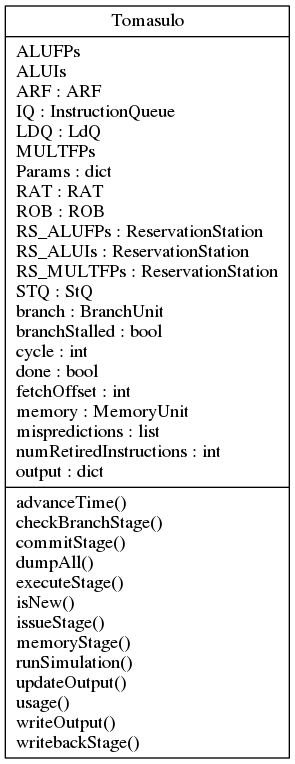 Tomasulo
ALUFPs
ALUIs
ARF : ARF
IQ : InstructionQueue
LDQ : LdQ
MULTFPs
Params : dict
RAT : RAT
ROB : ROB
RS_ALUFPs : ReservationStation
RS_ALUIs : ReservationStation
RS_MULTFPs : ReservationStation
STQ : StQ
branch : BranchUnit
branchStalled : bool
cycle : int
done : bool
fetchOffset : int
memory : MemoryUnit
mispredictions : list
numRetiredInstructions : int
output : dict
advanceTime()
checkBranchStage()
commitStage()
dumpAll()
executeStage()
isNew()
issueStage()
memoryStage()
runSimulation()
updateOutput()
usage()
writeOutput()
writebackStage()